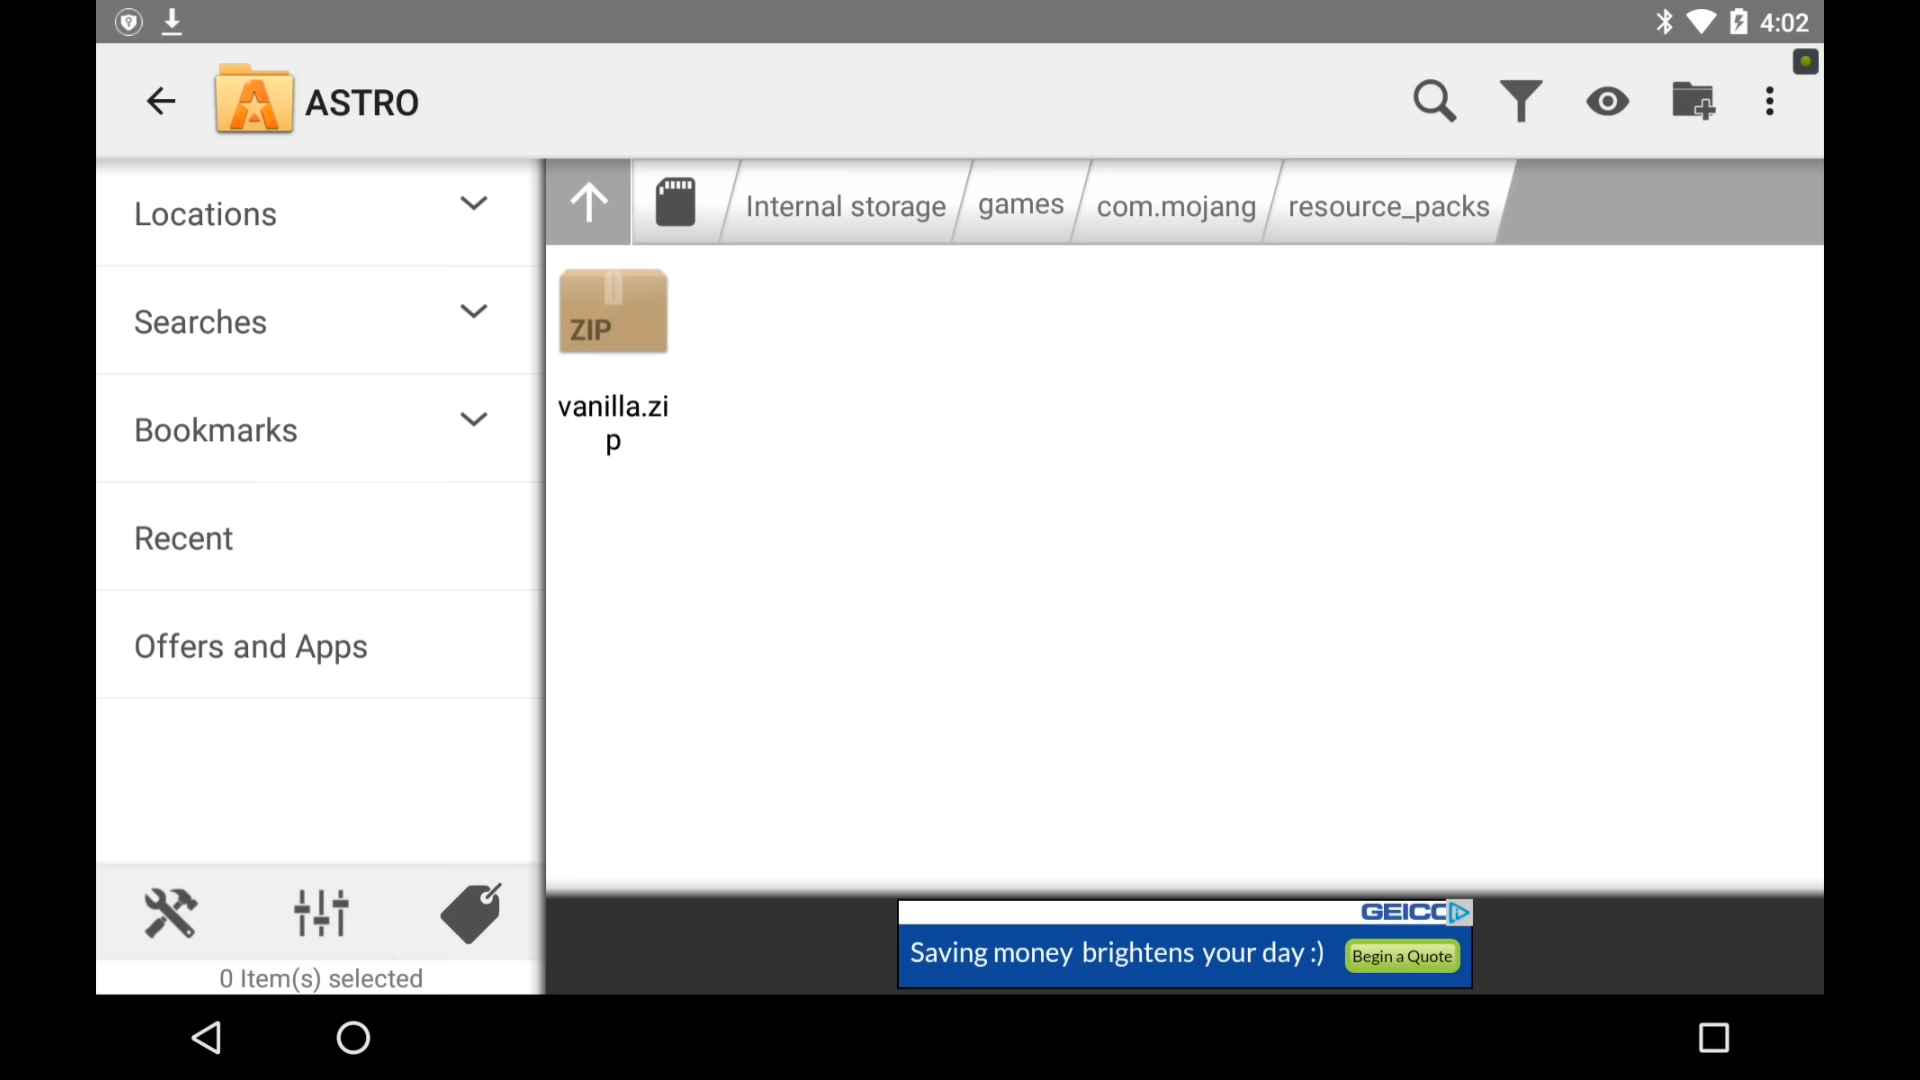 4:02
ASTRO
Locations
Searches
Bookmarks
Recent
Offers and Apps
0 Item(s) selected
Internal storage
games
com.mojang
resource_packs
ZIP
vanilla.zi
p
GEICO
Saving money brightens your day :)
Begin a Quote